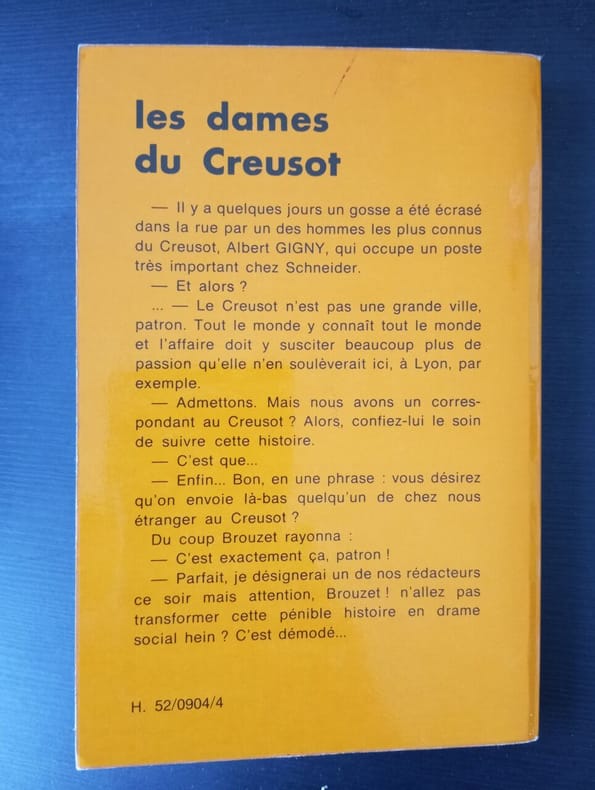 les dames
du Creusot
— Il y a quelques jours un gosse a été écrasé
dans la rue par un des hommes les plus connus
du Creusot, Albert GIGNY, qui occupe un poste
très important chez Schneider.
— Et alors ?
... — Le Creusot n'est pas une grande ville,
patron. Tout le monde y connaît tout le monde
et l'affaire doit y susciter beaucoup plus de
passion qu'elle n'en soulèverait ici, à Lyon, par
exemple.
— Admettons. Mais nous avons un corres-
pondant au Creusot ? Alors, confiez-lui le soin
de suivre cette histoire.
— C'est que...
— Enfin... Bon, en une phrase : vous désirez
qu'on envoie là-bas quelqu'un de chez nous
étranger au Creusot ?
Du coup Brouzet rayonna :
— C'est exactement ça, patron !
— Parfait, je désignerai un de nos rédacteurs
ce soir mais attention, Brouzet ! n'allez pas
transformer cette pénible histoire en drame
social hein ? C'est démodé...
H. 52/0904/4